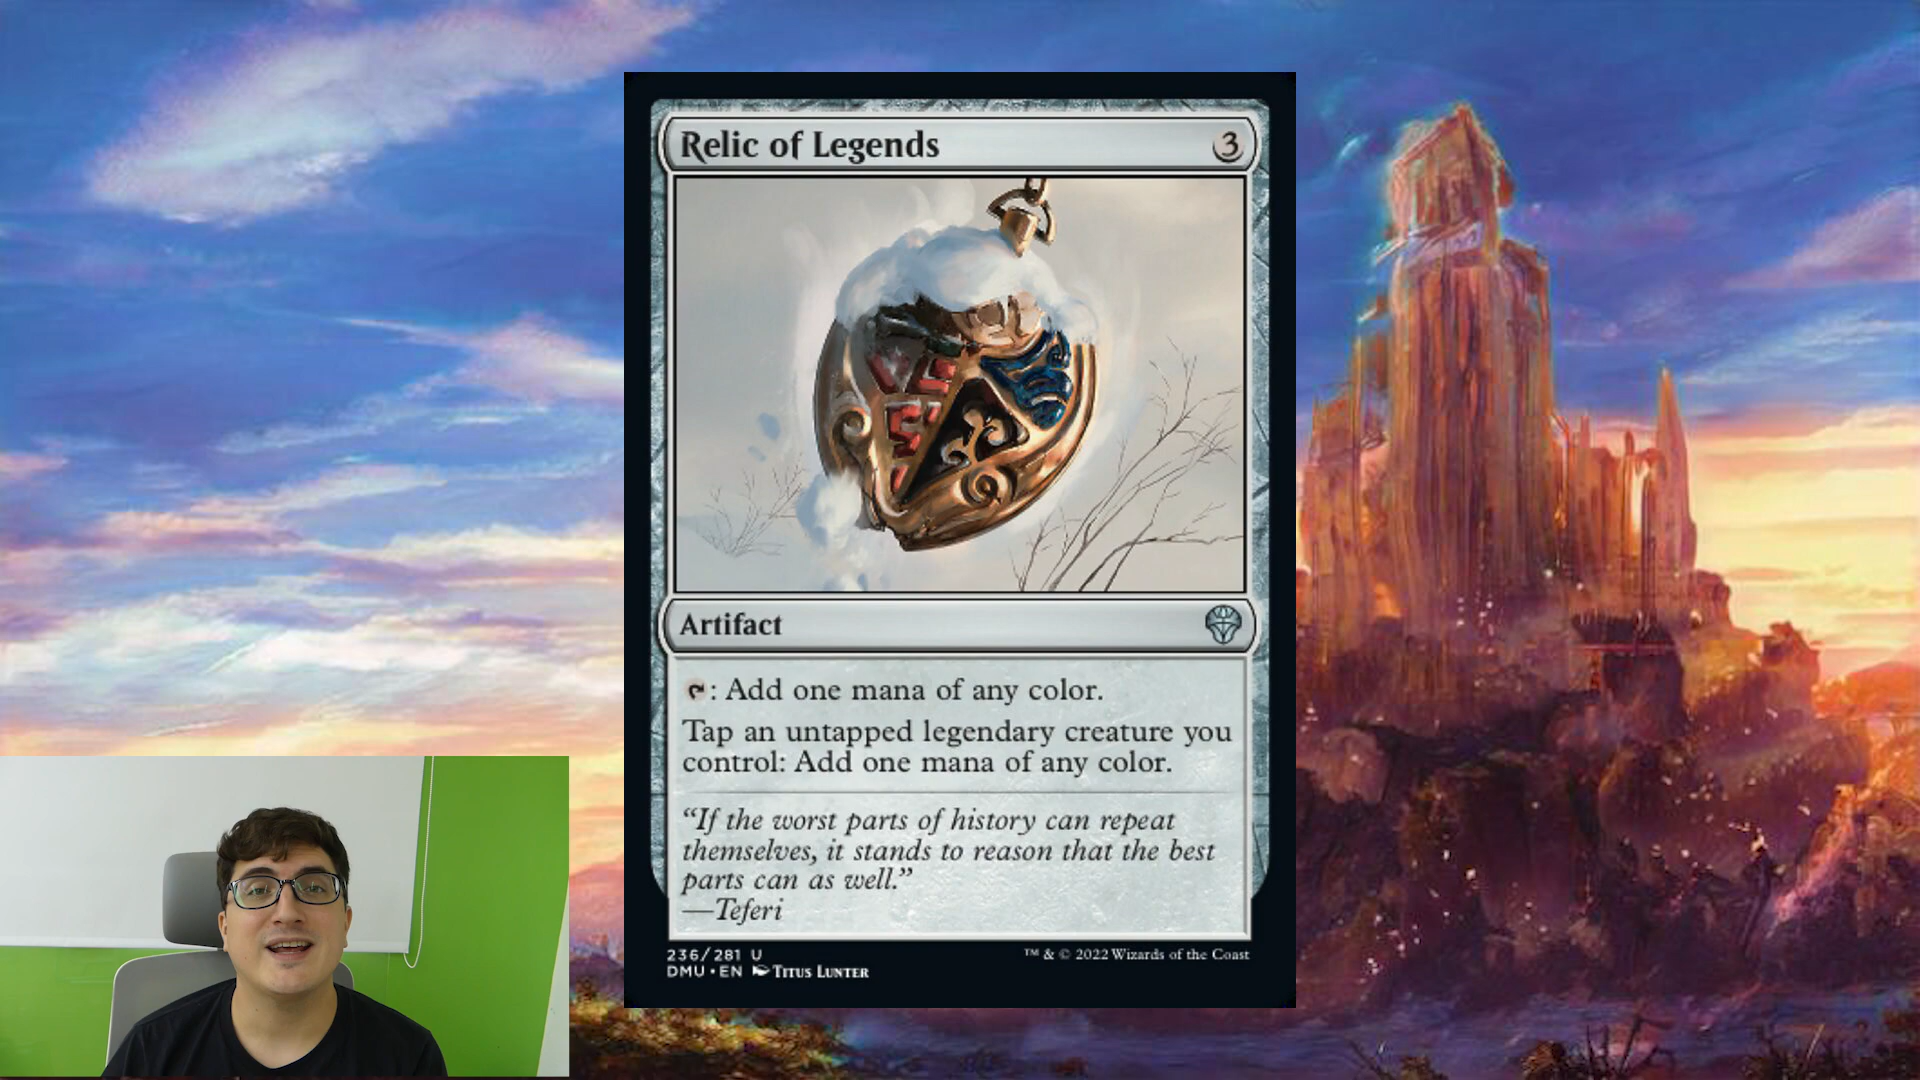 Relic of Legends 3
Artifact
: Add one mana of any color.
Tap an untapped legendary creature you
control: Add one mana of any color.
“If the worst parts of history can repeat
themselves, it stands to reason that the best
parts can as well.”
—Teferi
236/281 U
DMU • EN Titus Lunter
™ & © 2022 Wizards of the Coast